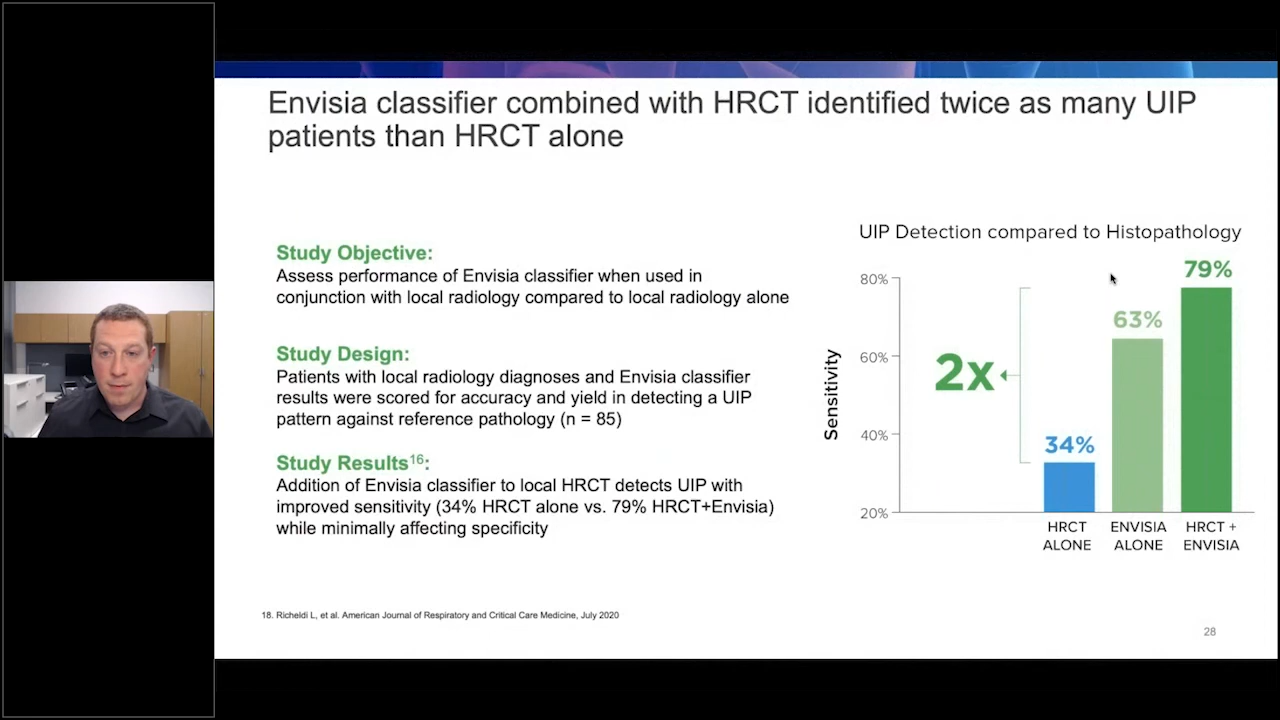 Envisia classifier combined with HRCT identified twice as many UIP
patients than HRCT alone
Study Objective:
Assess performance of Envisia classifier when used in
conjunction with local radiology compared to local radiology alone
Study Design:
Patients with local radiology diagnoses and Envisia classifier
results were scored for accuracy and yield in detecting a UIP
pattern against reference pathology (n = 85)
Study Results16:
Addition of Envisia classifier to local HRCT detects UIP with
improved sensitivity (34% HRCT alone vs. 79% HRCT+Envisia)
while minimally affecting specificity
UIP Detection compared to Histopathology
Sensitivity
80%
60%
40%
20%
2x
34%
63%
79%
HRCT
ALONE
ENVISIA
ALONE
HRCT +
ENVISIA
18. Richeldi L, et al. American Journal of Respiratory and Critical Care Medicine, July 2020
28